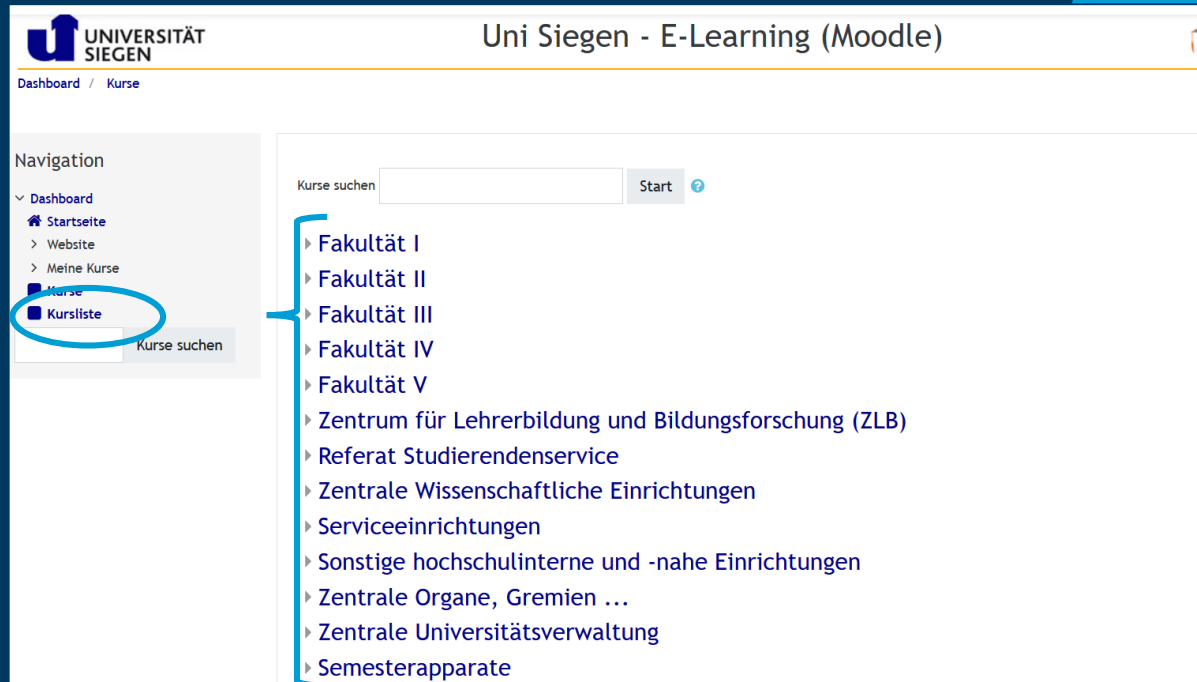 UNIVERSITÄT
SIEGEN
Uni Siegen - E-Learning (Moodle)
Dashboard / Kurse
Navigation
Dashboard
Startseite
Website
Meine Kurse
Kurse
Kursliste
Kurse suchen
Kurse suchen
Start
?
Fakultät I
Fakultät II
Fakultät III
Fakultät IV
Fakultät V
Zentrum für Lehrerbildung und Bildungsforschung (ZLB)
Referat Studierendenservice
Zentrale Wissenschaftliche Einrichtungen
Serviceeinrichtungen
Sonstige hochschulinterne und -nahe Einrichtungen
Zentrale Organe, Gremien ...
Zentrale Universitätsverwaltung
Semesterapparate